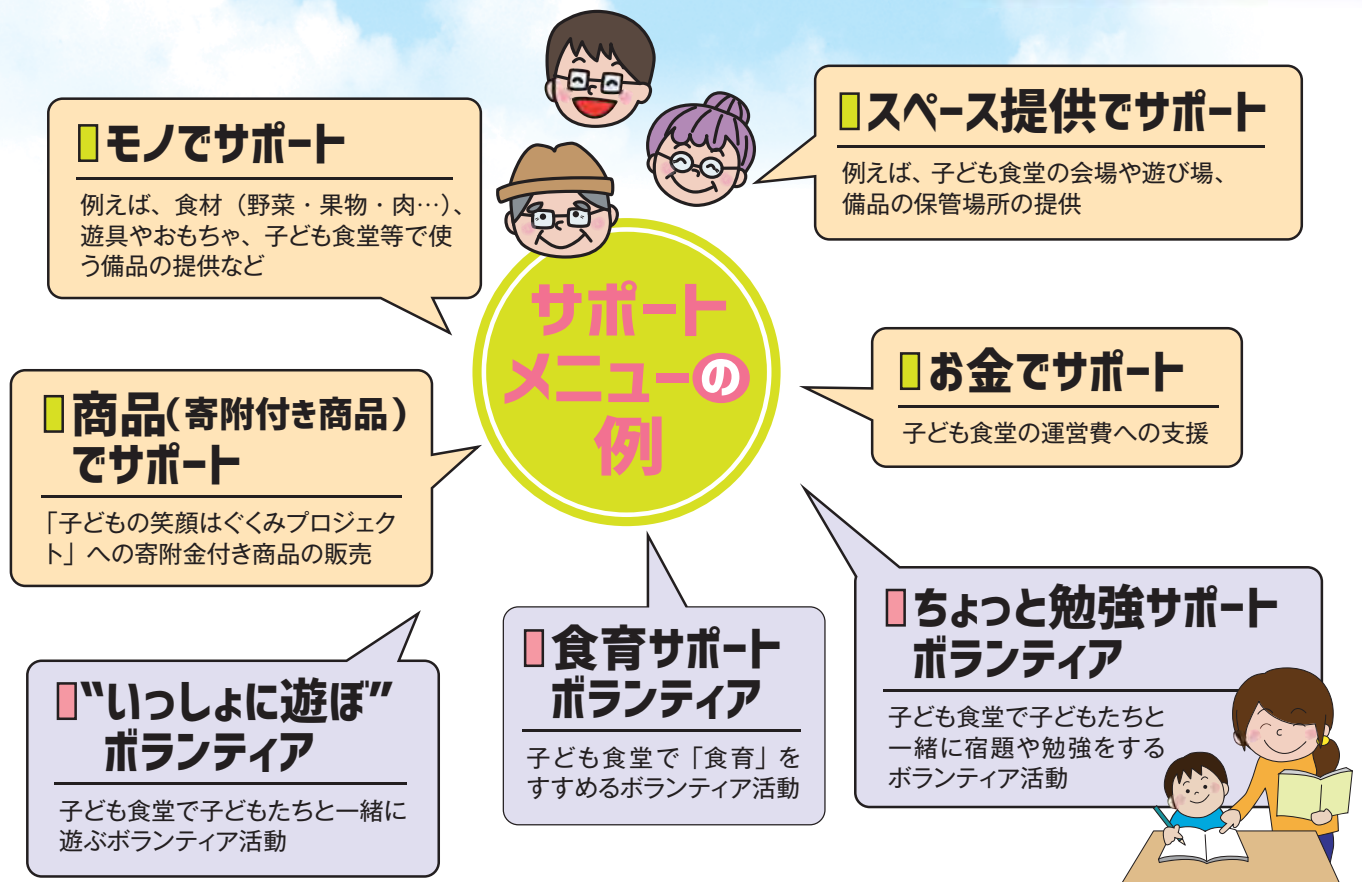 モノでサポート
例えば、食材（野菜・果物・肉…）、
遊具やおもちゃ、子ども食堂等で使
う備品の提供など
スペース提供でサポート
例えば、子ども食堂の会場や遊び場、
備品の保管場所の提供
サポート
メニューの
例
商品（寄附付き商品）
でサポート
「子どもの笑顔はぐくみプロジェク
ト」への寄附金付き商品の販売
お金でサポート
子ども食堂の運営費への支援
“いっしょに遊ぼ”
ボランティア
子ども食堂で子どもたちと一緒に
遊ぶボランティア活動
食育サポート
ボランティア
子ども食堂で「食育」を
すすめるボランティア活動
ちょっと勉強サポート
ボランティア
子ども食堂で子どもたちと
一緒に宿題や勉強をする
ボランティア活動